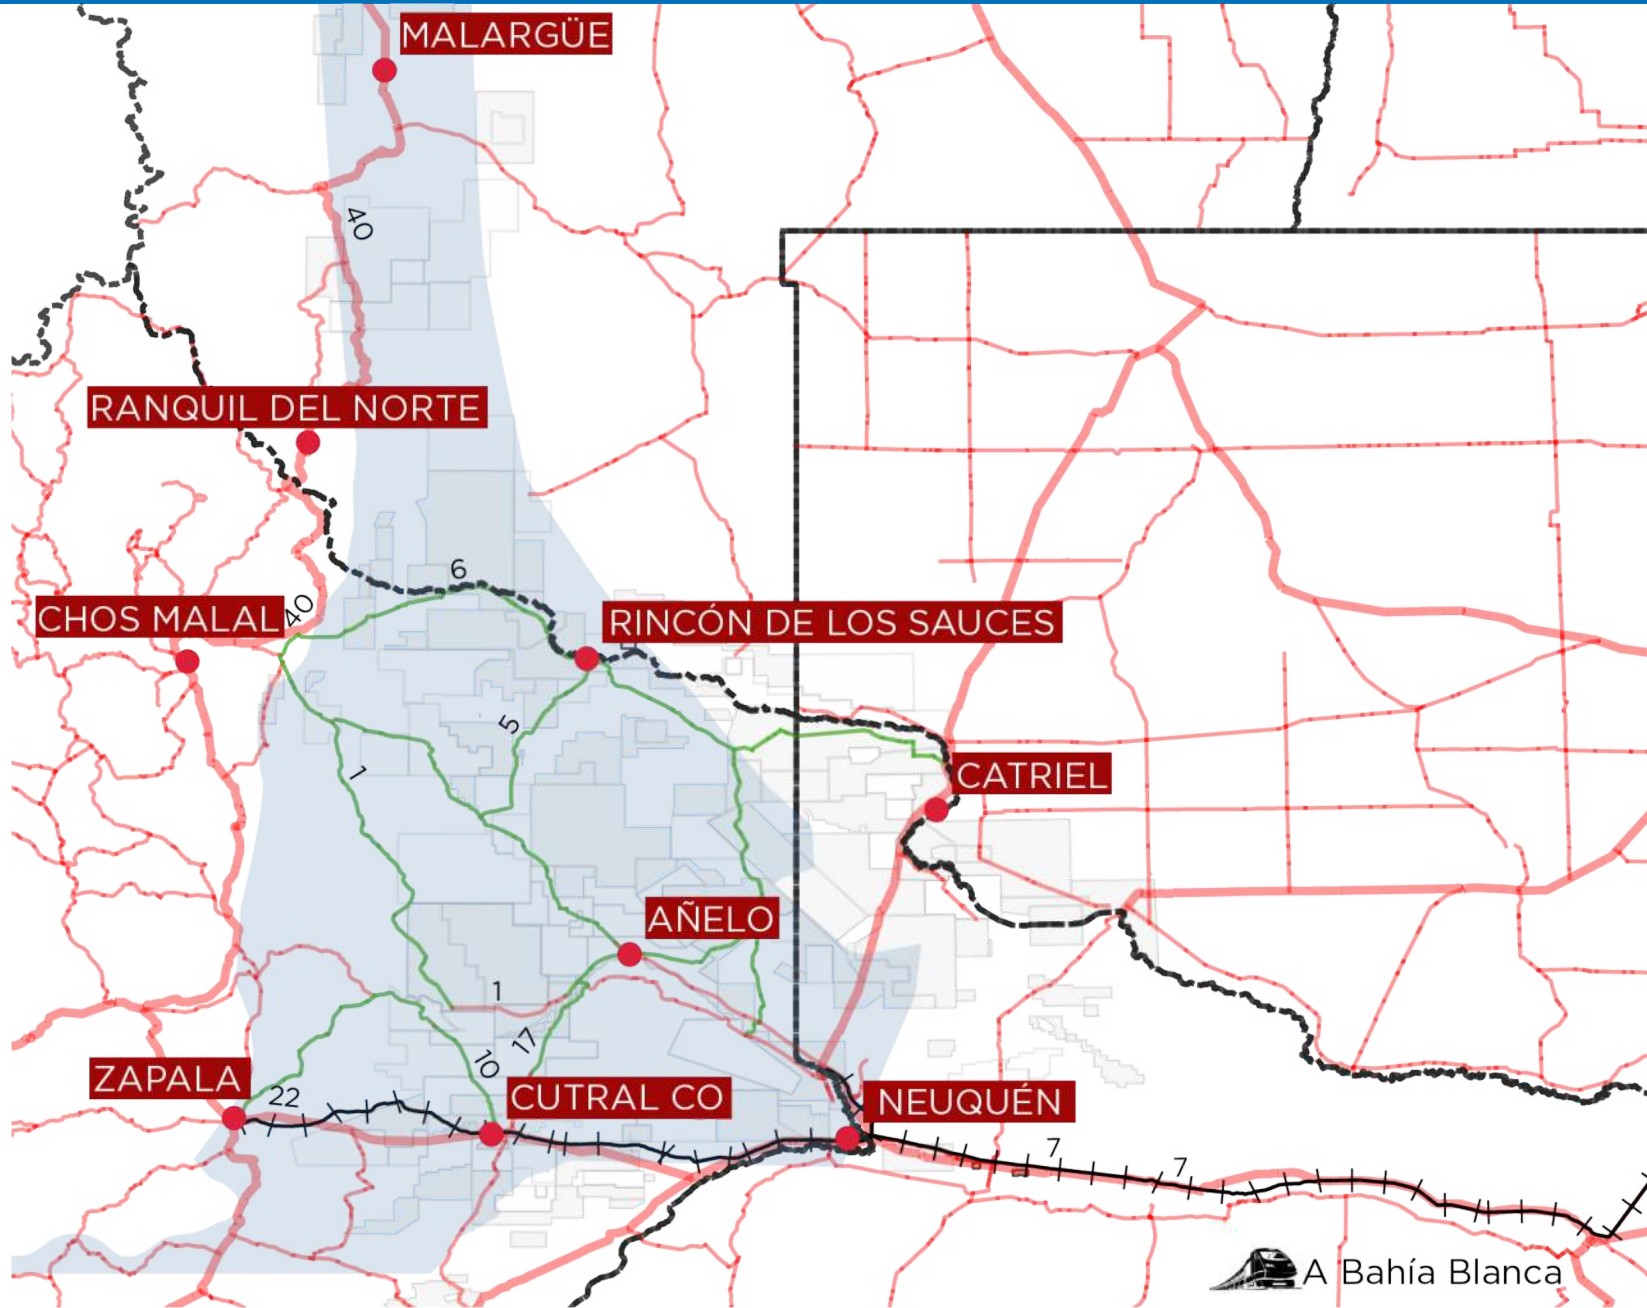 MALARGÜE
40
RANQUIL DEL NORTE
6
40
CHOS MALAL
RINCÓN DE LOS SAUCES
5
1
CATRIEL
AÑELO
1
17
10
ZAPALA
22
CUTRAL CO
NEUQUÉN
7
7
A Bahía Blanca